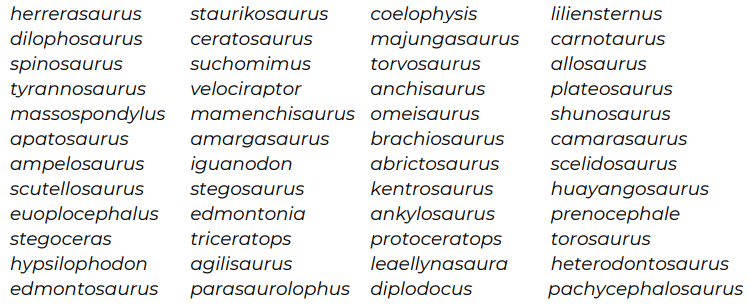 herrerasaurus staurikosaurus coelophysis liliensternus
dilophosaurus ceratosaurus majungasaurus carnotaurus
spinosaurus suchomimus torvosaurus allosaurus
tyrannosaurus velociraptor anchisaurus plateosaurus
massospondylus mamenchisaurus omeisaurus shunosaurus
apatosaurus amargasaurus brachiosaurus camarasaurus
ampelosaurus iguanodon abrictosaurus scelidosaurus
scutellosaurus stegosaurus kentrosaurus huayangosaurus
euoplocephalus edmontonia ankylosaurus prenocephale
stegoceras triceratops protoceratops torosaurus
hypsilophodon agilisaurus leaellynasaura heterodontosaurus
edmontosaurus parasaurolophus diplodocus pachycephalosaurus